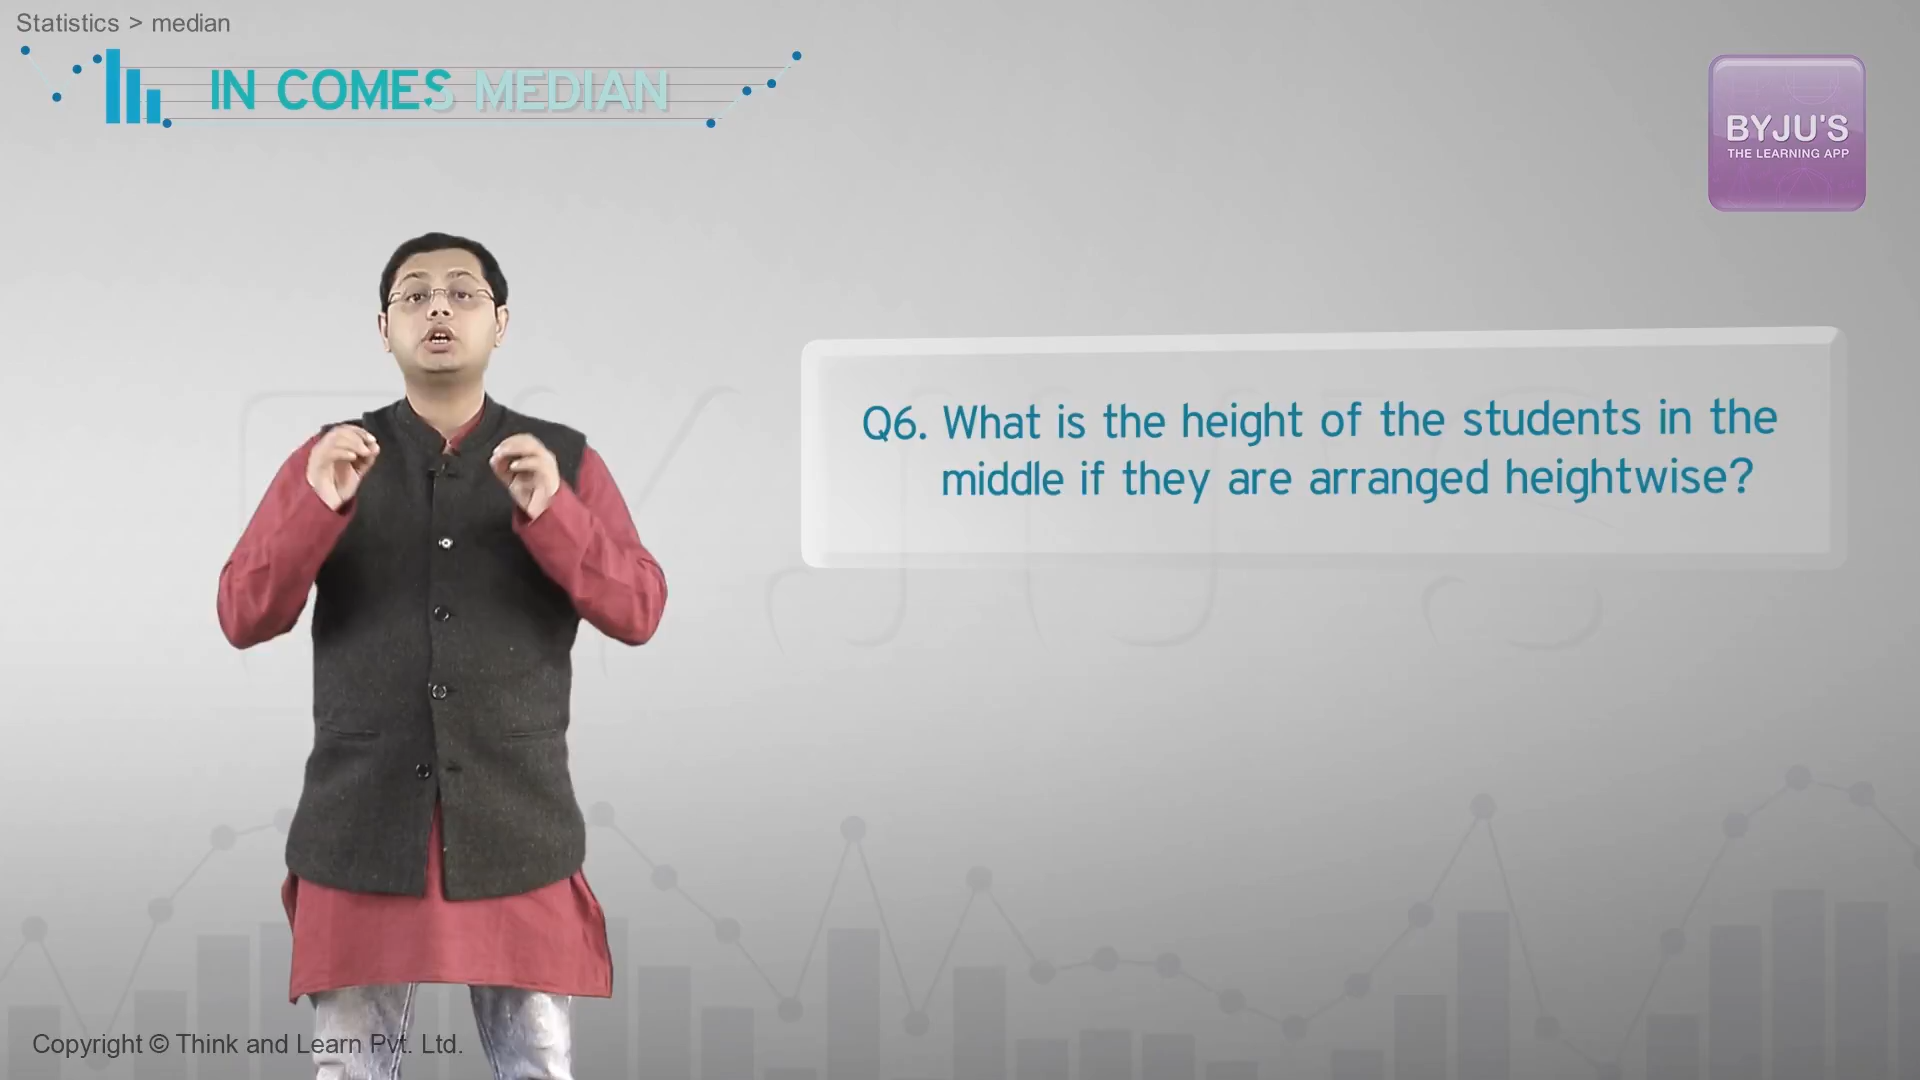 Statistics > median
IN COMES MEDIAN
BYJU'S
THE LEARNING APP
Q6. What is the height of the students in the
middle if they are arranged heightwise?
Copyright © Think and Learn Pvt. Ltd.